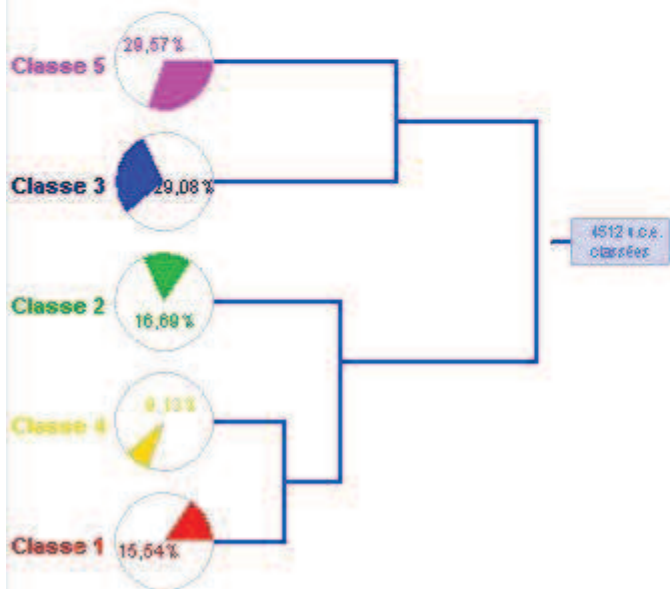 29,57%
Classe 5
Classe 3
29,08%
Classe 2
16,69%
9,13%
Classe 4
Classe 1
15,54%
4512 u.c.e.
classées